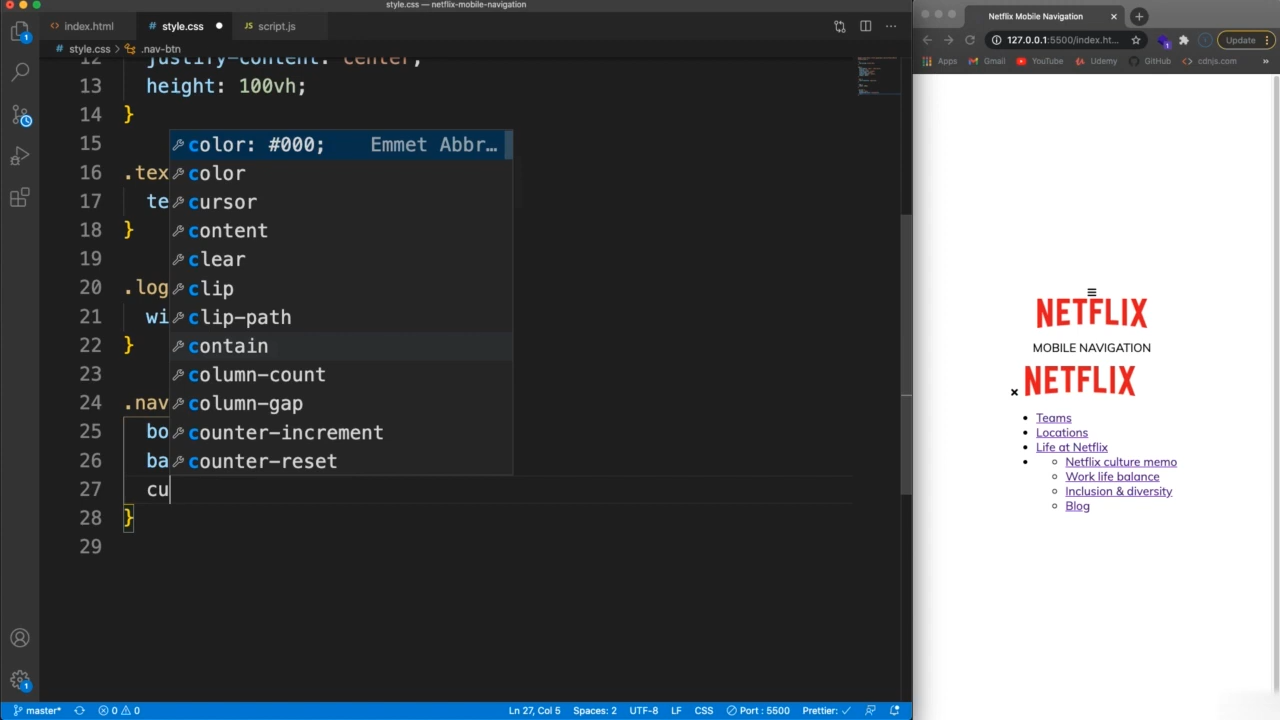 style.css — netflix-mobile-navigation
index.html
style.css
script.js
style.css > .nav-btn
12 justify-content: center;
13 height: 100vh;
14 }
15
16 .tex
17 te
18 }
19
20 .log
21 wi
22 }
23
24 .nav
25 bo
26 ba
27 cu
28 }
29
color: #000; Emmet Abbr...
color
cursor
content
clear
clip
clip-path
contain
column-count
column-gap
counter-increment
counter-reset
master* 0 0 Ln 27, Col 5 Spaces: 2 UTF-8 LF CSS Port : 5500 Prettier: ✓
Netflix Mobile Navigation
127.0.0.1:5500/index.ht... Update
Apps Gmail YouTube Udemy GitHub cdnjs.com »
NETFLIX
MOBILE NAVIGATION
NETFLIX
Teams
Locations
Life at Netflix
Netflix culture memo
Work life balance
Inclusion & diversity
Blog